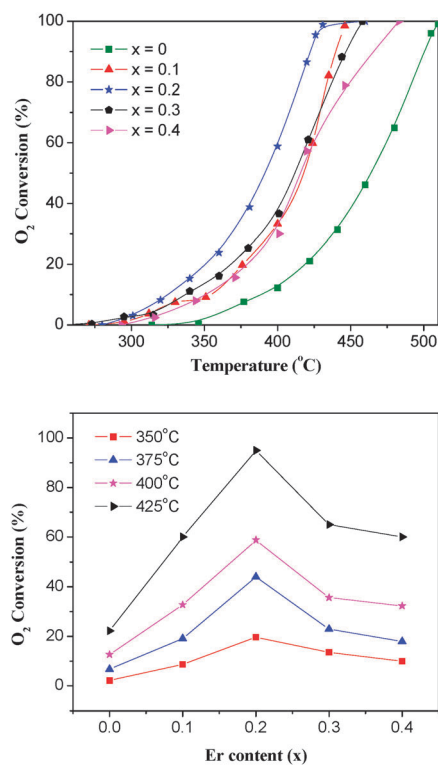 100
80
60
40
20
0
O2 Conversion (%)
x = 0
x = 0.1
x = 0.2
x = 0.3
x = 0.4
250 300 350 400 450 500
Temperature (°C)
100
80
60
40
20
0
O2 Conversion (%)
350°C
375°C
400°C
425°C
0.0 0.1 0.2 0.3 0.4
Er content (x)